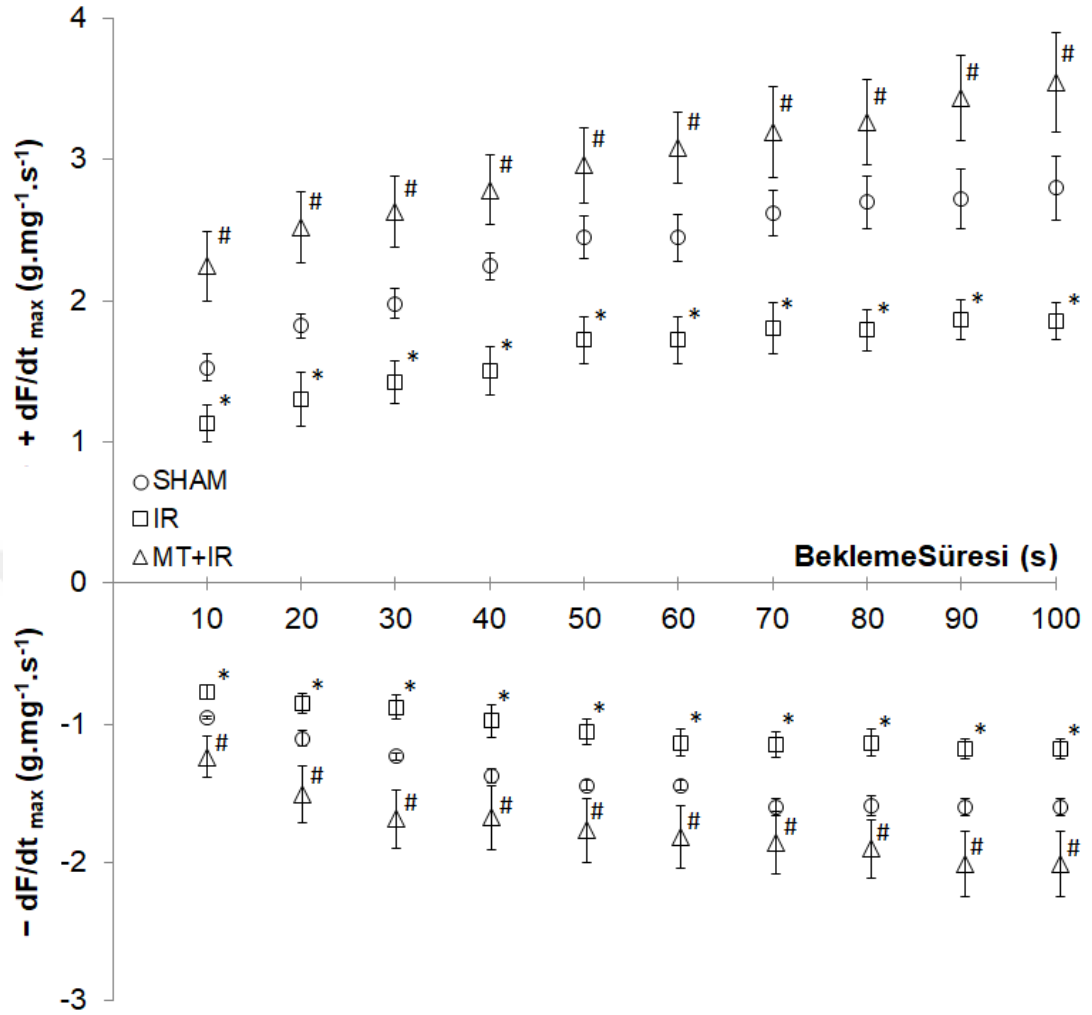 4
3
2
1
0
-1
-2
-3
+ dF/dt max (g.mg-1.s-1)
− dF/dt max (g.mg-1.s-1)
# # # # # # # # # #
* * * * * * * * * *
SHAM
IR
MT+IR
BeklemeSüresi (s)
10 20 30 40 50 60 70 80 90 100
* * * * * * * * * *
# # # # # # # # # #